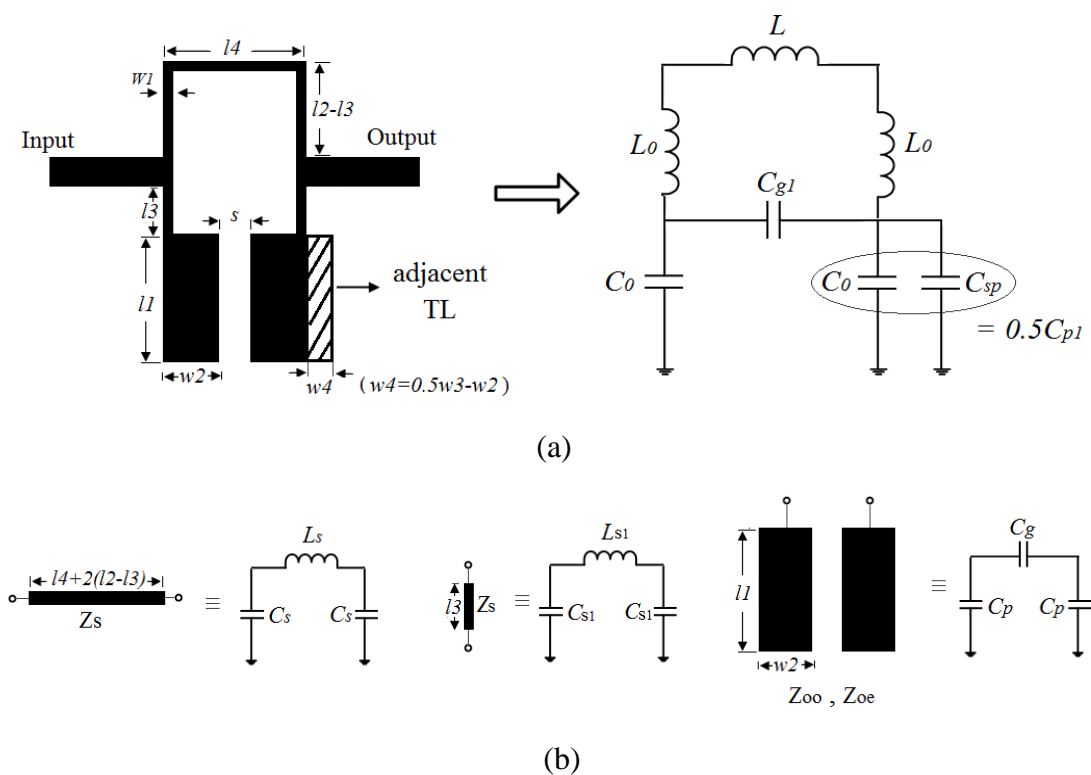 l4
W1
l2-l3
Input
Output
l3
s
l1
adjacent
TL
w2
w4
(w4=0.5w3-w2)
L
L0
L0
Cg1
C0
C0
Csp
= 0.5Cp1
(a)
l4+2(l2-l3)
Zs
≡
Ls
Cs
Cs
l3
Zs
≡
Ls1
Cs1
Cs1
l1
w2
Zoo , Zoe
≡
Cg
Cp
Cp
(b)